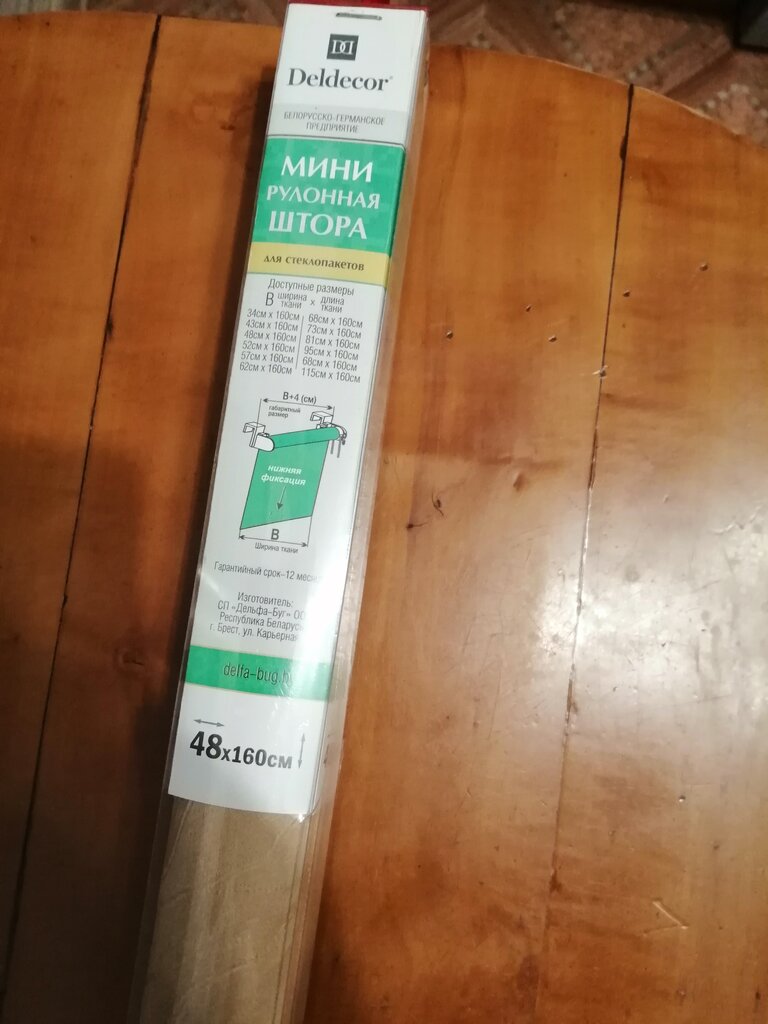 Deldecor
БЕЛОРУССКО-ГЕРМАНСКОЕ
ПРЕДПРИЯТИЕ
МИНИ
РУЛОННАЯ
ШТОРА
ДЛЯ СТЕКЛОПАКЕТОВ
Доступные размеры
B ширина ткани х длина ткани
34см х 160см 68см х 160см
43см х 160см 73см х 160см
48см х 160см 81см х 160см
52см х 160см 95см х 160см
57см х 160см 68см х 160см
62см х 160см 115см х 160см
B+4 (см)
габаритный
размер
нижняя
фиксация
B
Ширина ткани
Гарантийный срок–12 меся
Изготовитель:
СП «Дельфа–Буг» ОО
Республика Беларусь
г. Брест, ул. Карьерная
delfa–bug.b
48х160см